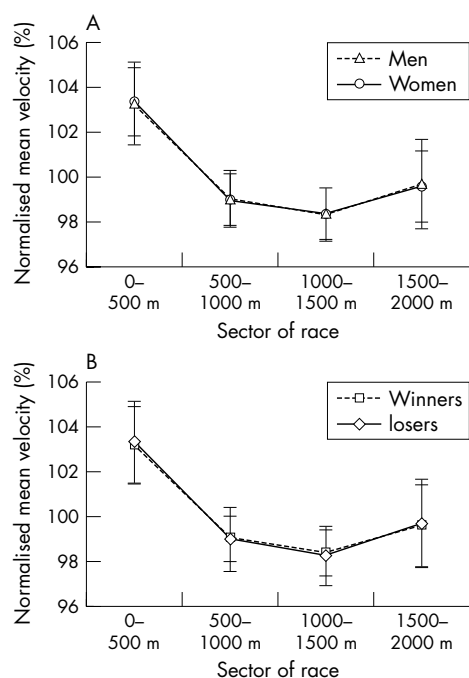 A
Normalised mean velocity (%)
106
104
102
100
98
96
Men
Women
0–
500 m
500–
1000 m
1000–
1500 m
1500–
2000 m
Sector of race
B
Normalised mean velocity (%)
106
104
102
100
98
96
Winners
losers
0–
500 m
500–
1000 m
1000–
1500 m
1500–
2000 m
Sector of race